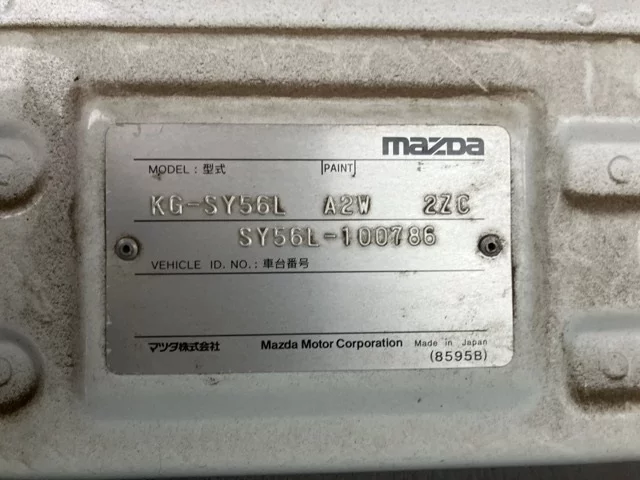 mazda
MODEL : 型式 PAINT
KG-SY56L A2W 2ZC
SY56L-100786
VEHICLE ID. NO. ; 車台番号
マツダ株式会社 Mazda Motor Corporation Made in Japan
(8595B)